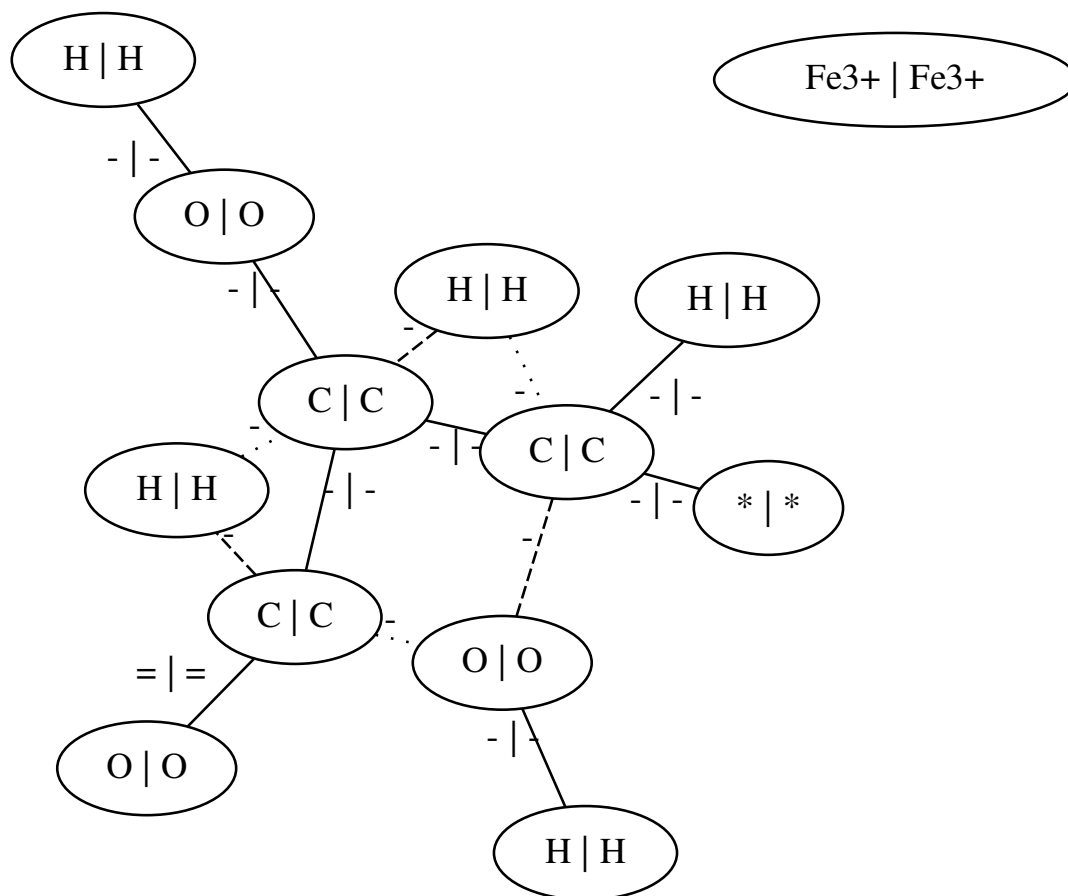 H | H
Fe3+ | Fe3+
- | -
O | O
- | -
H | H
H | H
-
-
- | -
C | C
-
- | -
C | C
H | H
- | -
- | -
* | *
-
-
C | C
-
O | O
= | =
- | -
O | O
H | H